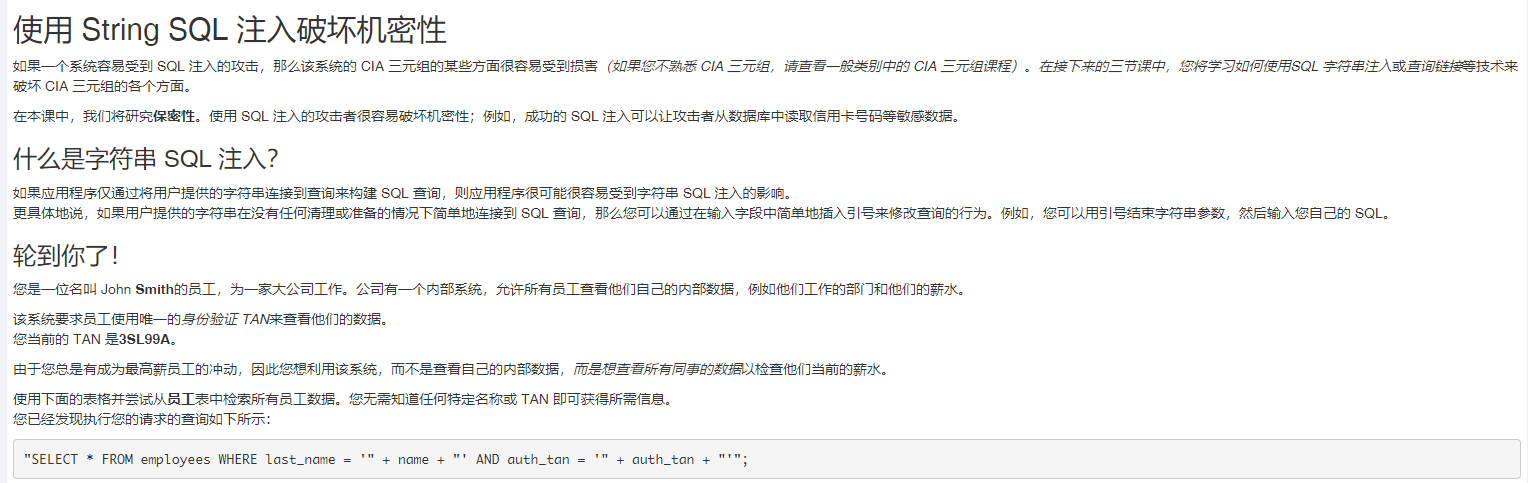 使用 String SQL 注入破坏机密性
如果一个系统容易受到 SQL 注入的攻击，那么该系统的 CIA 三元组的某些方面很容易受到损害（如果您不熟悉 CIA 三元组，请查看一般类别中的 CIA 三元组课程）。在接下来的三节课中，您将学习如何使用SQL 字符串注入或查询链接等技术来
破坏 CIA 三元组的各个方面。
在本课中，我们将研究保密性。使用 SQL 注入的攻击者很容易破坏机密性；例如，成功的 SQL 注入可以让攻击者从数据库中读取信用卡号码等敏感数据。
什么是字符串 SQL 注入？
如果应用程序仅通过将用户提供的字符串连接到查询来构建 SQL 查询，则应用程序很可能很容易受到字符串 SQL 注入的影响。
更具体地说，如果用户提供的字符串在没有任何清理或准备的情况下简单地连接到 SQL 查询，那么您可以通过在输入字段中简单地插入引号来修改查询的行为。例如，您可以用引号结束字符串参数，然后输入您自己的 SQL。
轮到你了！
您是一位名叫 John Smith的员工，为一家大公司工作。公司有一个内部系统，允许所有员工查看他们自己的内部数据，例如他们工作的部门和他们的薪水。
该系统要求员工使用唯一的身份验证 TAN来查看他们的数据。
您当前的 TAN 是3SL99A。
由于您总是有成为最高薪员工的冲动，因此您想利用该系统，而不是查看自己的内部数据，而是想查看所有同事的数据以检查他们当前的薪水。
使用下面的表格并尝试从员工表中检索所有员工数据。您无需知道任何特定名称或 TAN 即可获得所需信息。
您已经发现执行您的请求的查询如下所示：
"SELECT * FROM employees WHERE last_name = '" + name + "' AND auth_tan = '" + auth_tan + "'";